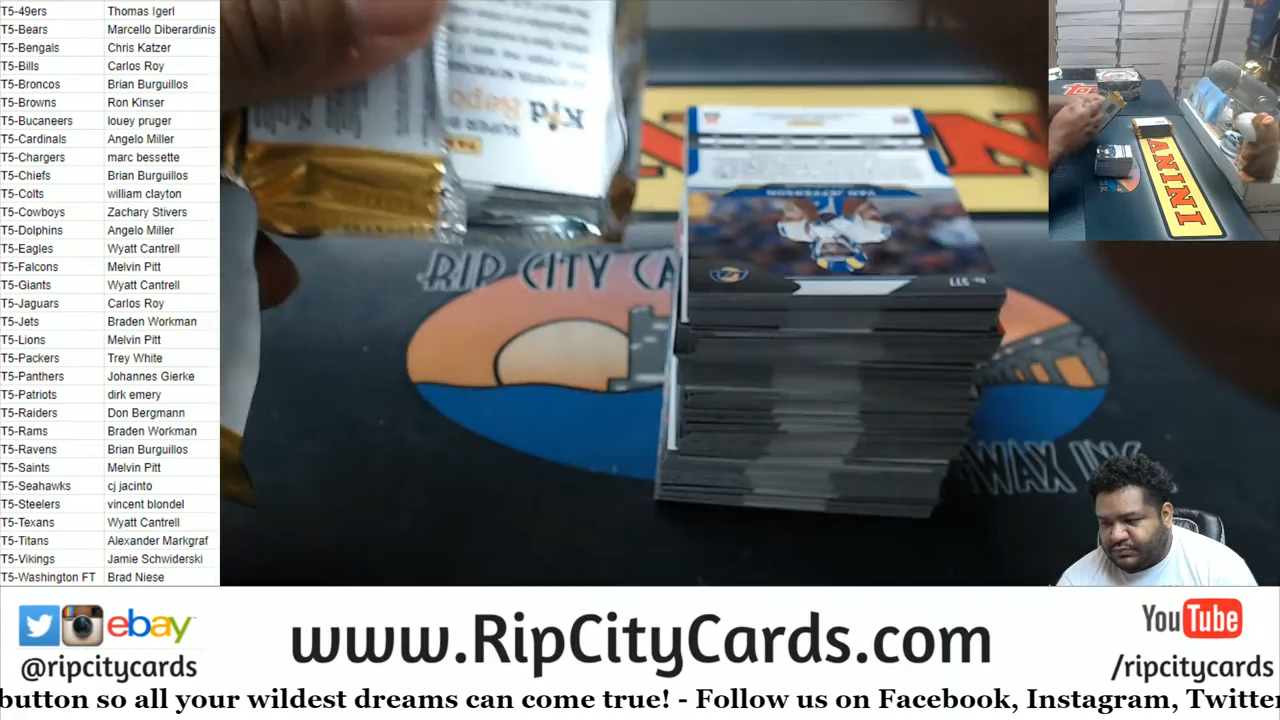 T5-49ers Thomas Igerl
T5-Bears Marcello Diberardinis
T5-Bengals Chris Katzer
T5-Bills Carlos Roy
T5-Broncos Brian Burguillos
T5-Browns Ron Kinser
T5-Bucaneers louey pruger
T5-Cardinals Angelo Miller
T5-Chargers marc bessette
T5-Chiefs Brian Burguillos
T5-Colts william clayton
T5-Cowboys Zachary Stivers
T5-Dolphins Angelo Miller
T5-Eagles Wyatt Cantrell
T5-Falcons Melvin Pitt
T5-Giants Wyatt Cantrell
T5-Jaguars Carlos Roy
T5-Jets Braden Workman
T5-Lions Melvin Pitt
T5-Packers Trey White
T5-Panthers Johannes Gierke
T5-Patriots dirk emery
T5-Raiders Don Bergmann
T5-Rams Braden Workman
T5-Ravens Brian Burguillos
T5-Saints Melvin Pitt
T5-Seahawks cj jacinto
T5-Steelers vincent blondel
T5-Texans Wyatt Cantrell
T5-Titans Alexander Markgraf
T5-Vikings Jamie Schwiderski
T5-Washington FT Brad Niese
Kid
RIP CITY CA
WAX INC
VAN JEFFERSON
PANINI
ebay
@ripcitycards
www.RipCityCards.com
YouTube
/ripcitycards
button so all your wildest dreams can come true! - Follow us on Facebook, Instagram, Twitter